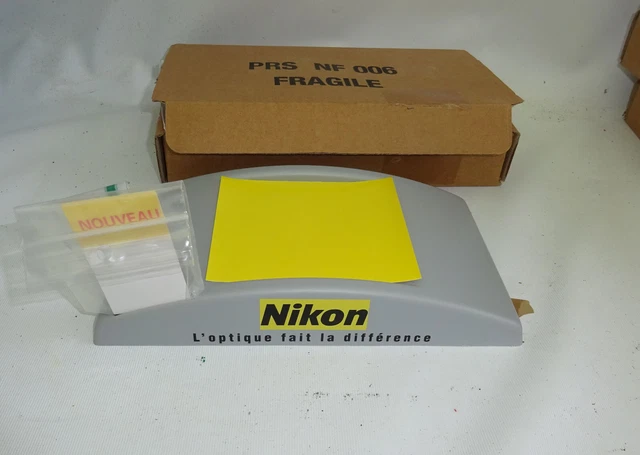 PRS NF 006
FRAGILE
NOUVEAU
Nikon
L'optique fait la différence